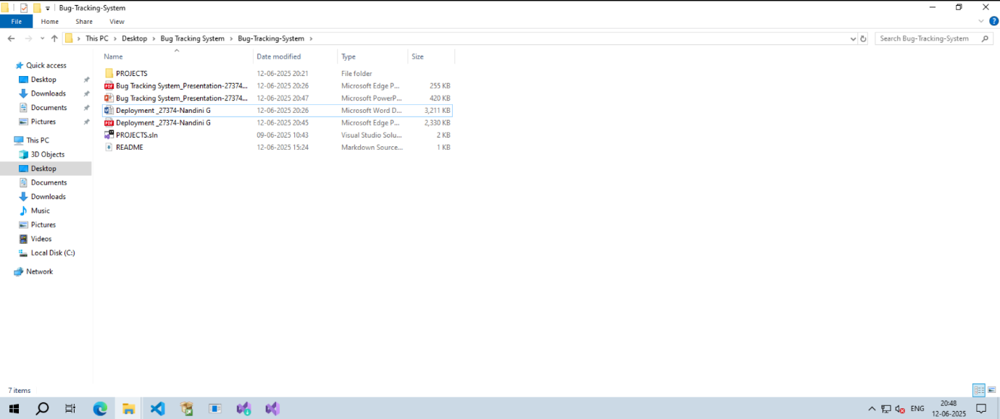 Bug-Tracking-System
File Home Share View
This PC Desktop Bug Tracking System Bug-Tracking-System
Search Bug-Tracking-System
Name Date modified Type Size
Quick access
Desktop
Downloads
Documents
Pictures
This PC
3D Objects
Desktop
Documents
Downloads
Music
Pictures
Videos
Local Disk (C:)
Network
PROJECTS 12-06-2025 20:21 File folder
Bug Tracking System_Presentation-27374... 12-06-2025 20:26 Microsoft Edge P... 255 KB
Bug Tracking System_Presentation-27374... 12-06-2025 20:47 Microsoft PowerP... 420 KB
Deployment _27374-Nandini G 12-06-2025 20:26 Microsoft Word D... 3,211 KB
Deployment _27374-Nandini G 12-06-2025 20:45 Microsoft Edge P... 2,330 KB
PROJECTS.sln 09-06-2025 10:43 Visual Studio Solu... 2 KB
README 12-06-2025 15:24 Markdown Source... 1 KB
7 items
ENG
20:48
12-06-2025